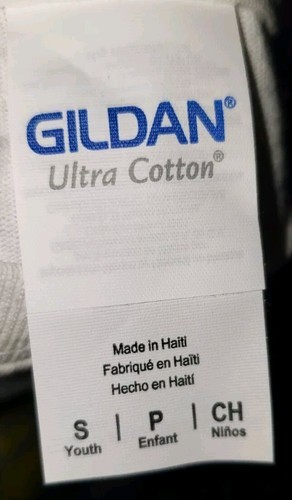 GILDAN®
Ultra Cotton®
Made in Haiti
Fabriqué en Haïti
Hecho en Haití
S | P | CH
Youth Enfant Niños